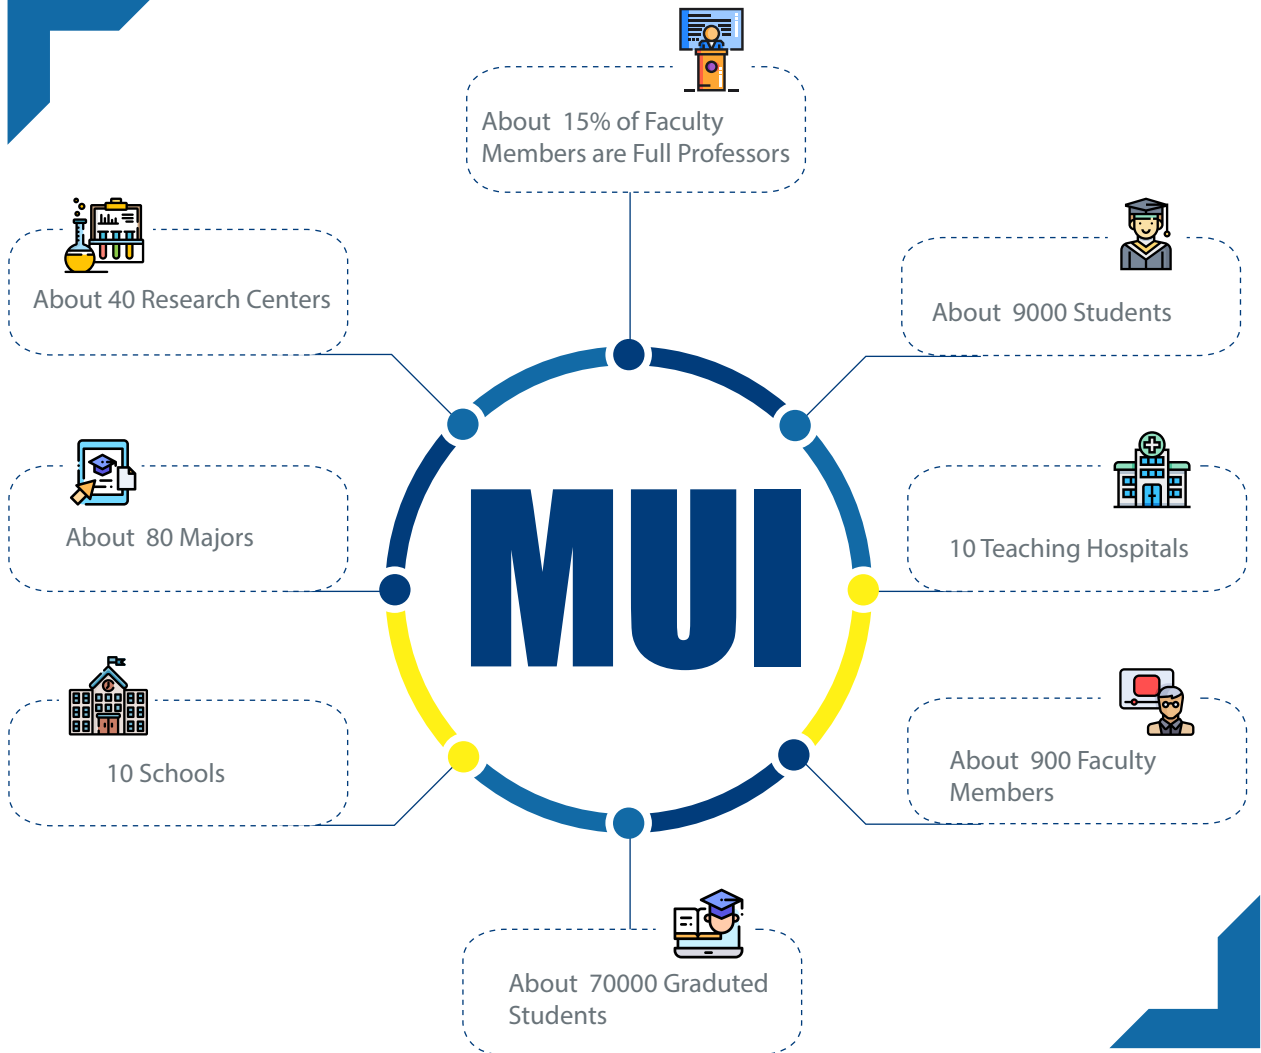 About 15% of Faculty
Members are Full Professors
About 40 Research Centers
About 9000 Students
MUI
About 80 Majors
10 Teaching Hospitals
10 Schools
About 900 Faculty
Members
About 70000 Graduted
Students